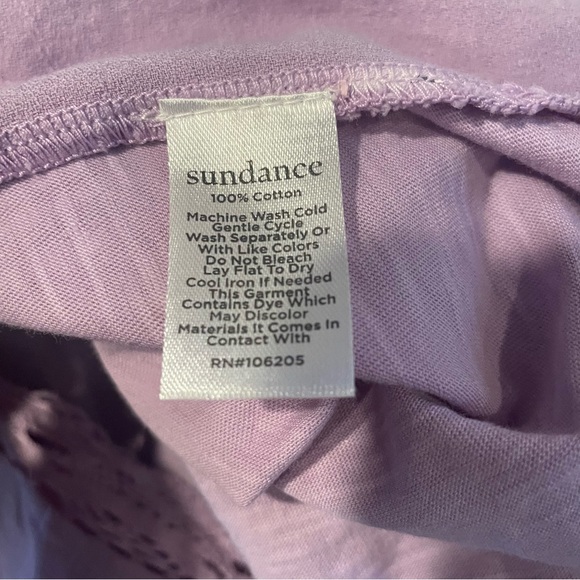 sundance
100% Cotton
Machine Wash Cold
Gentle Cycle
Wash Separately Or
With Like Colors
Do Not Bleach
Lay Flat To Dry
Cool Iron If Needed
This Garment
Contains Dye Which
May Discolor
Materials It Comes In
Contact With
RN#106205